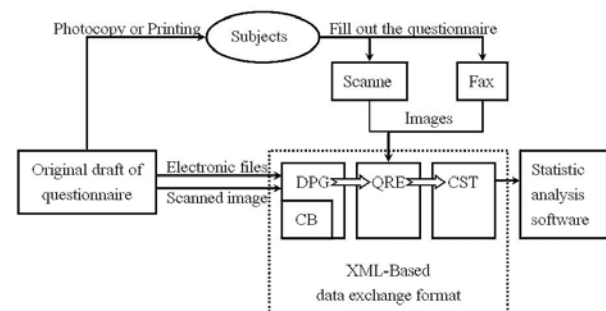 Photocopy or Printing
Subjects
Fill out the questionnaire
Scanne
Fax
Images
Original draft of
questionnaire
Electronic files
Scanned image
DPG
QRE
CST
CB
Statistic
analysis
software
XML-Based
data exchange format